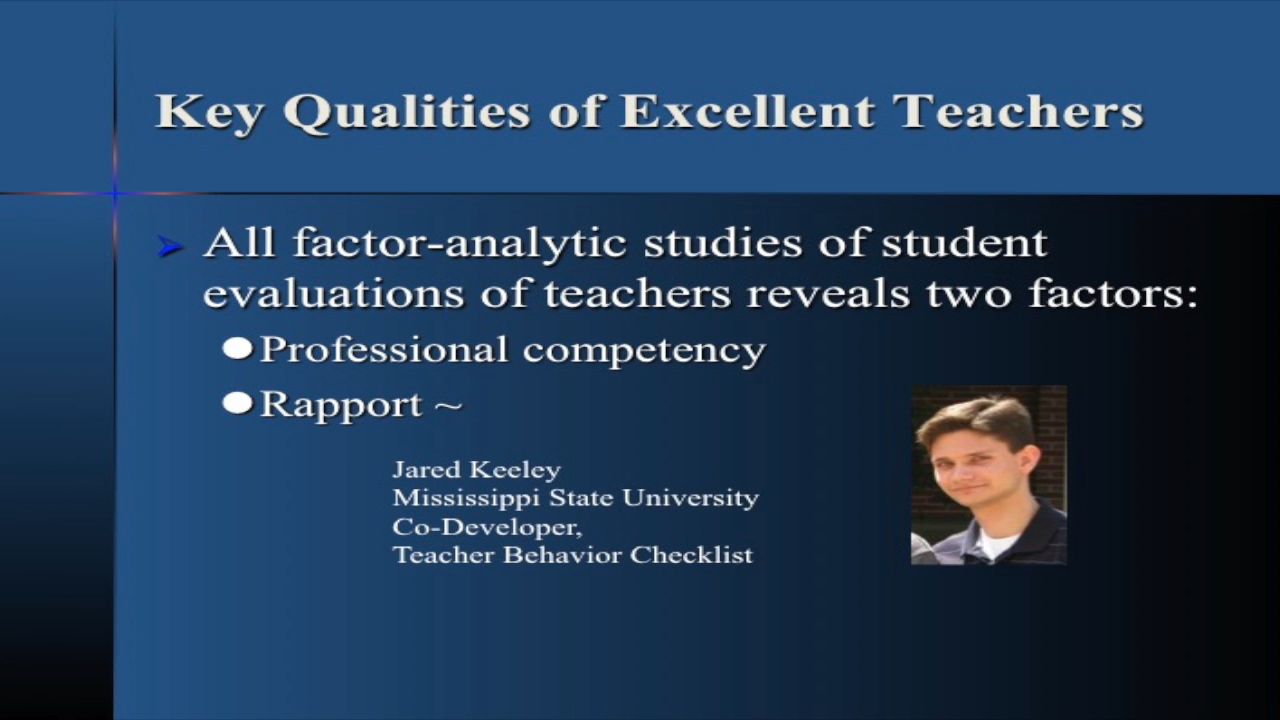 Key Qualities of Excellent Teachers
All factor-analytic studies of student
evaluations of teachers reveals two factors:
Professional competency
Rapport ~
Jared Keeley
Mississippi State University
Co-Developer,
Teacher Behavior Checklist